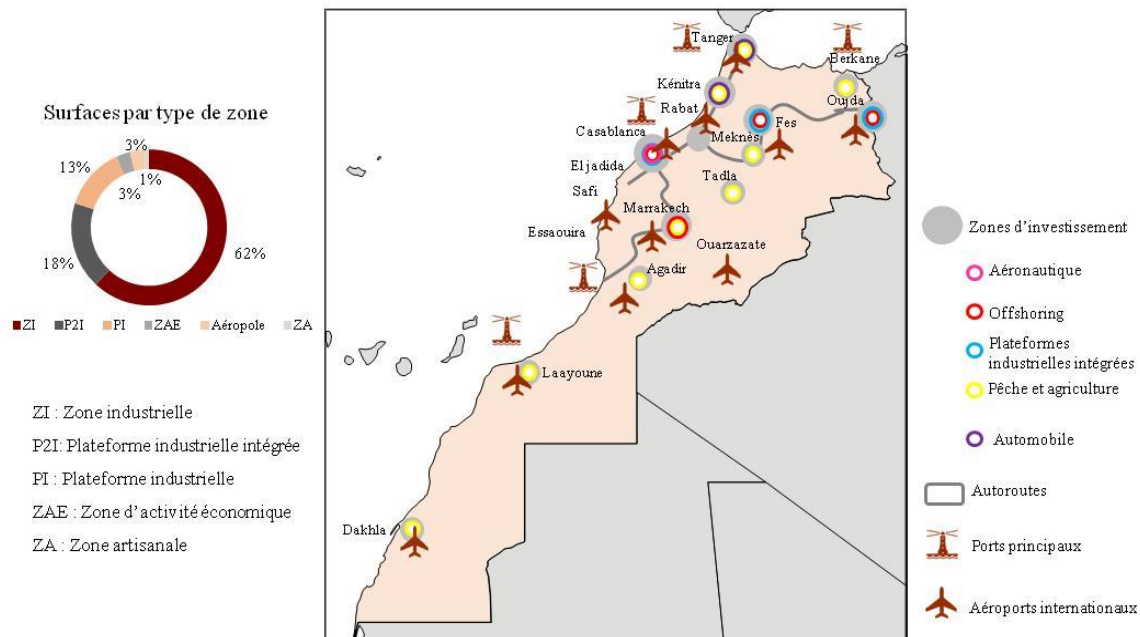 Surfaces par type de zone
3%
13%
1%
3%
18%
62%
ZI P2I PI ZAE Aéropole ZA
ZI : Zone industrielle
P2I: Plateforme industrielle intégrée
PI : Plateforme industrielle
ZAE : Zone d'activité économique
ZA : Zone artisanale
Tanger
Berkane
Kénitra
Oujda
Rabat
Fes
Casablanca
Meknès
El jadida
Tadla
Safi
Marrakech
Essaouira
Ouarzazate
Agadir
Laayoune
Dakhla
Zones d'investissement
Aéronautique
Offshoring
Plateformes
industrielles intégrées
Pêche et agriculture
Automobile
Autoroutes
Ports principaux
Aéroports internationaux